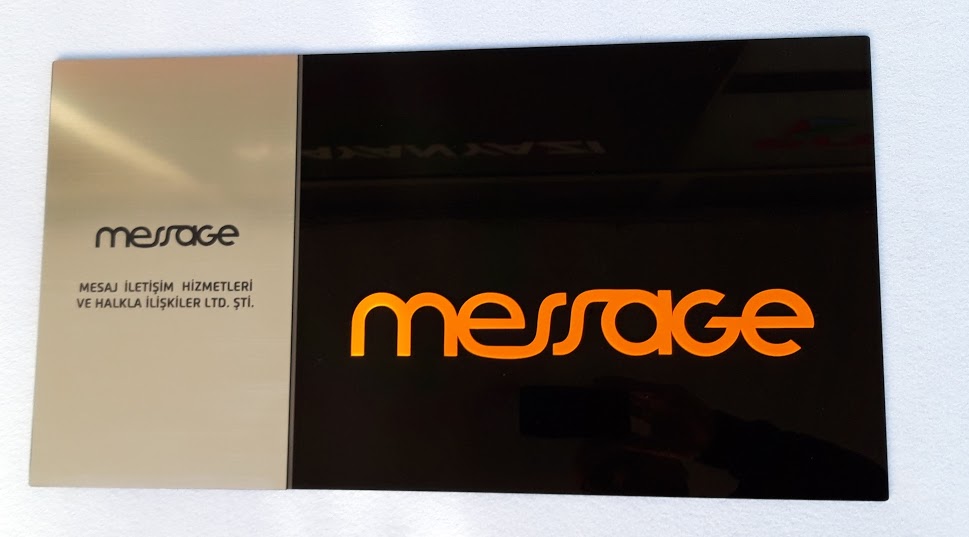 message
MESAJ İLETİŞİM HİZMETLERİ
VE HALKLA İLİŞKİLER LTD. ŞTİ.
message